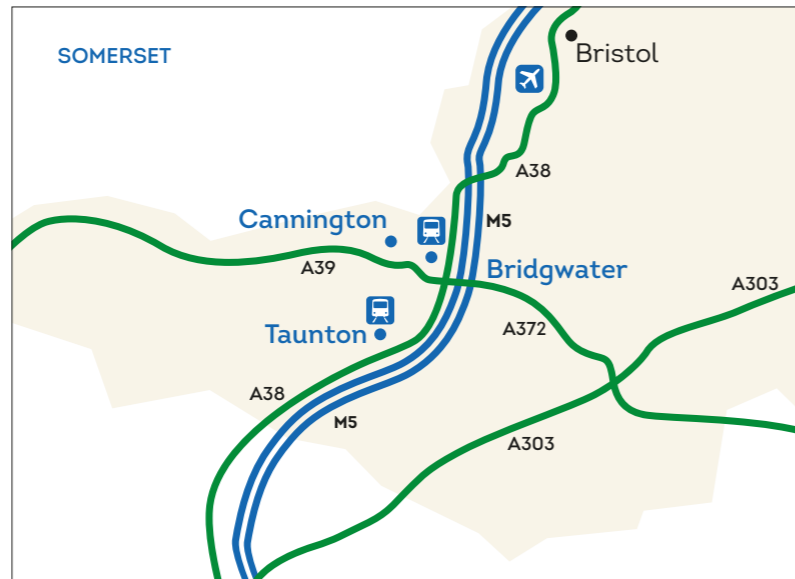 SOMERSET
Bristol
A38
Cannington
M5
A39
Bridgwater
A303
Taunton
A372
A38
M5
A303